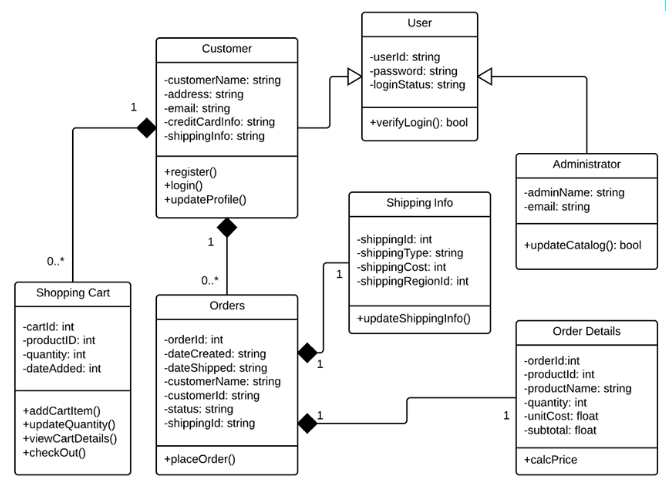 User
-userId: string
-password: string
-loginStatus: string
+verifyLogin(): bool
Customer
-customerName: string
-address: string
-email: string
-creditCardInfo: string
-shippingInfo: string
+register()
+login()
+updateProfile()
1
1
0..*
0..*
Administrator
-adminName: string
-email: string
+updateCatalog(): bool
Shipping Info
-shippingId: int
-shippingType: string
-shippingCost: int
-shippingRegionId: int
+updateShippingInfo()
1
1
Shopping Cart
-cartId: int
-productID: int
-quantity: int
-dateAdded: int
+addCartItem()
+updateQuantity()
+viewCartDetails()
+checkOut()
Orders
-orderId: int
-dateCreated: string
-dateShipped: string
-customerName: string
-customerId: string
-status: string
-shippingId: string
+placeOrder()
1
1
Order Details
-orderId:int
-productId: int
-productName: string
-quantity: int
-unitCost: float
-subtotal: float
+calcPrice